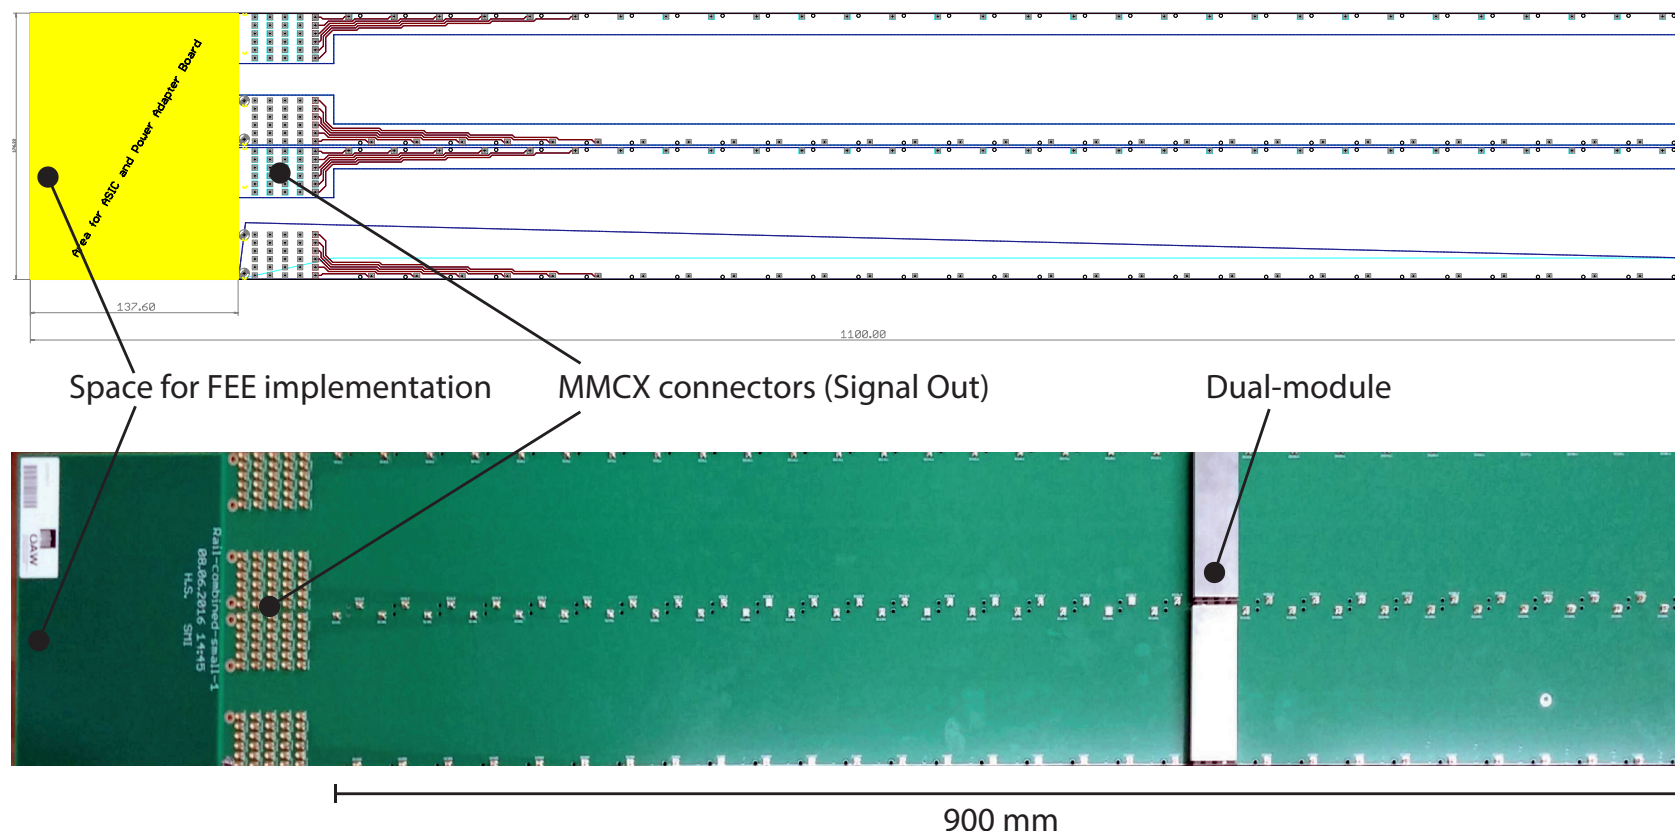 Area for ASIC and Power Adapter Board
137.60
1100.00
Space for FEE implementation
MMCX connectors (Signal Out)
Dual-module
ÖAW
Rail-combined-small-1
08.06.2016 14:45
H.S. SMI
900 mm